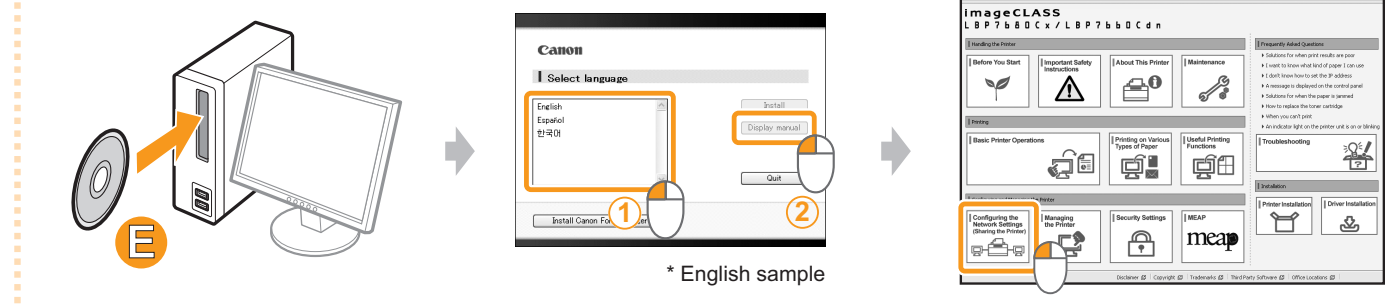 E
Canon
Select language
English
Español
한국어
Install
Display manual
Quit
1
2
* English sample
imageCLASS
LBP7680Cx/LBP7660Cdn
Handling the Printer
Before You Start
Important Safety
Instructions
About This Printer
Maintenance
Printing
Basic Printer Operations
Printing on Various
Types of Paper
Useful Printing
Functions
Configuring the
Network Settings
(Sharing the Printer)
Managing
the Printer
Security Settings
MEAP
meap
Frequently Asked Questions
Solutions for when print results are poor
I want to know what kind of paper I can use
I don't know how to set the IP address
A message is displayed on the control panel
Solutions for when the paper is jammed
How to replace the toner cartridge
When you can't print
An indicator light on the printer unit is on or blinking
Troubleshooting
Installation
Printer Installation
Driver Installation
Disclaimer
Copyright
Trademarks
Third Party Software
Office Locations